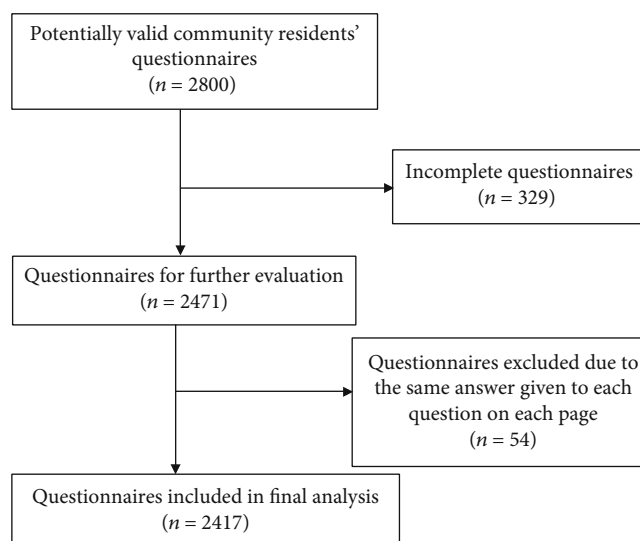 Potentially valid community residents’
questionnaires
(n = 2800)
Incomplete questionnaires
(n = 329)
Questionnaires for further evaluation
(n = 2471)
Questionnaires excluded due to
the same answer given to each
question on each page
(n = 54)
Questionnaires included in final analysis
(n = 2417)